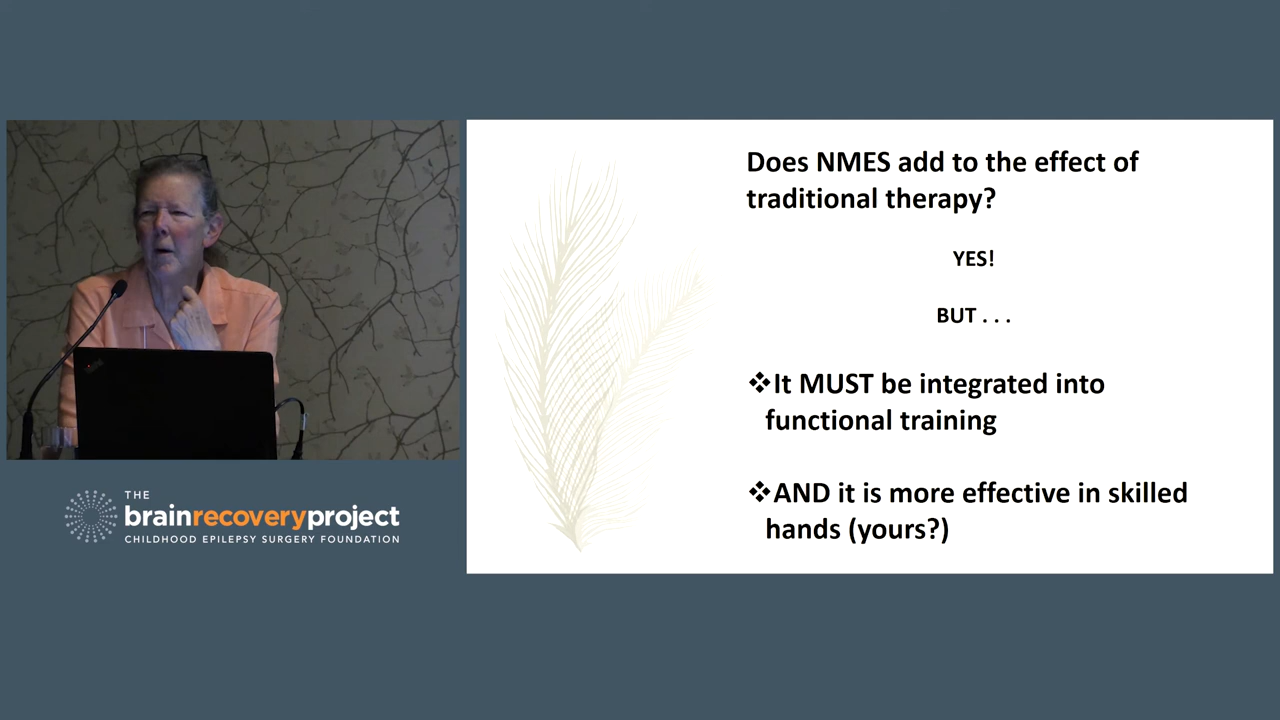 Does NMES add to the effect of
traditional therapy?
YES!
BUT . . .
❖It MUST be integrated into
functional training
❖AND it is more effective in skilled
hands (yours?)
THE
brainrecoveryproject
CHILDHOOD EPILEPSY SURGERY FOUNDATION